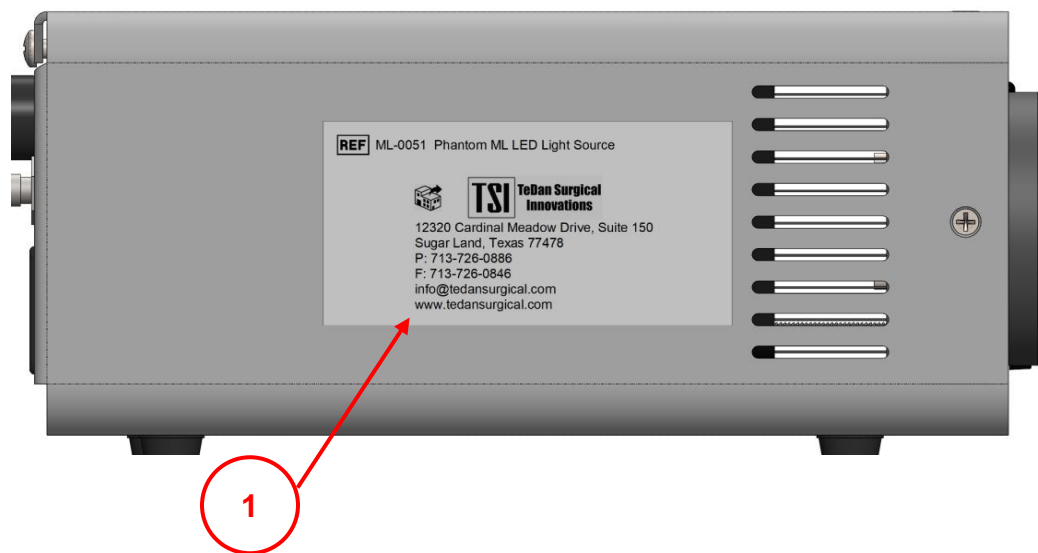 REF ML-0051 Phantom ML LED Light Source
TSI TeDan Surgical
Innovations
12320 Cardinal Meadow Drive, Suite 150
Sugar Land, Texas 77478
P: 713-726-0886
F: 713-726-0846
info@tedansurgical.com
www.tedansurgical.com
1